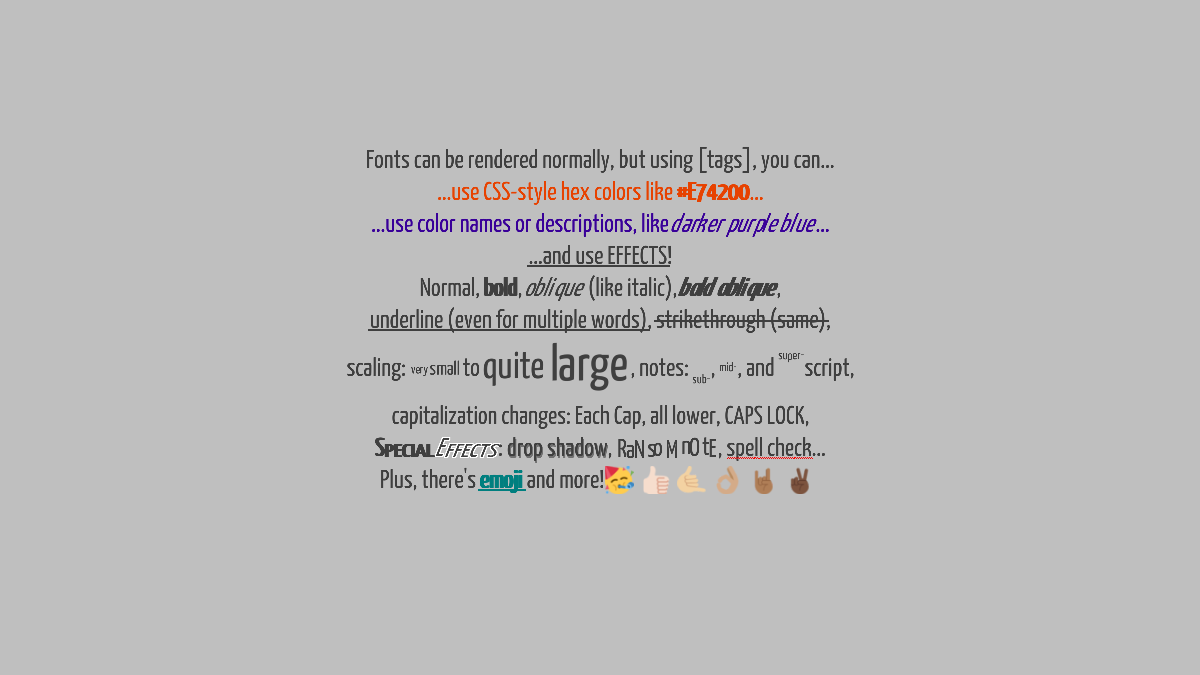 Fonts can be rendered normally, but using [tags], you can...
...use CSS-style hex colors like #E74200...
...use color names or descriptions, like darker purple blue...
...and use EFFECTS!
Normal, bold, oblique (like italic), bold oblique,
underline (even for multiple words), strikethrough (same),
scaling: very small to quite large, notes: sub-, mid-, and super-script,
capitalization changes: Each Cap, all lower, CAPS LOCK,
SPECIAL EFFECTS: drop shadow, RaNsoM nOtE, spell check...
Plus, there's emoji and more!🥳 👍🏻 🤙🏼 👌🏽 🤘🏾 ✌🏿